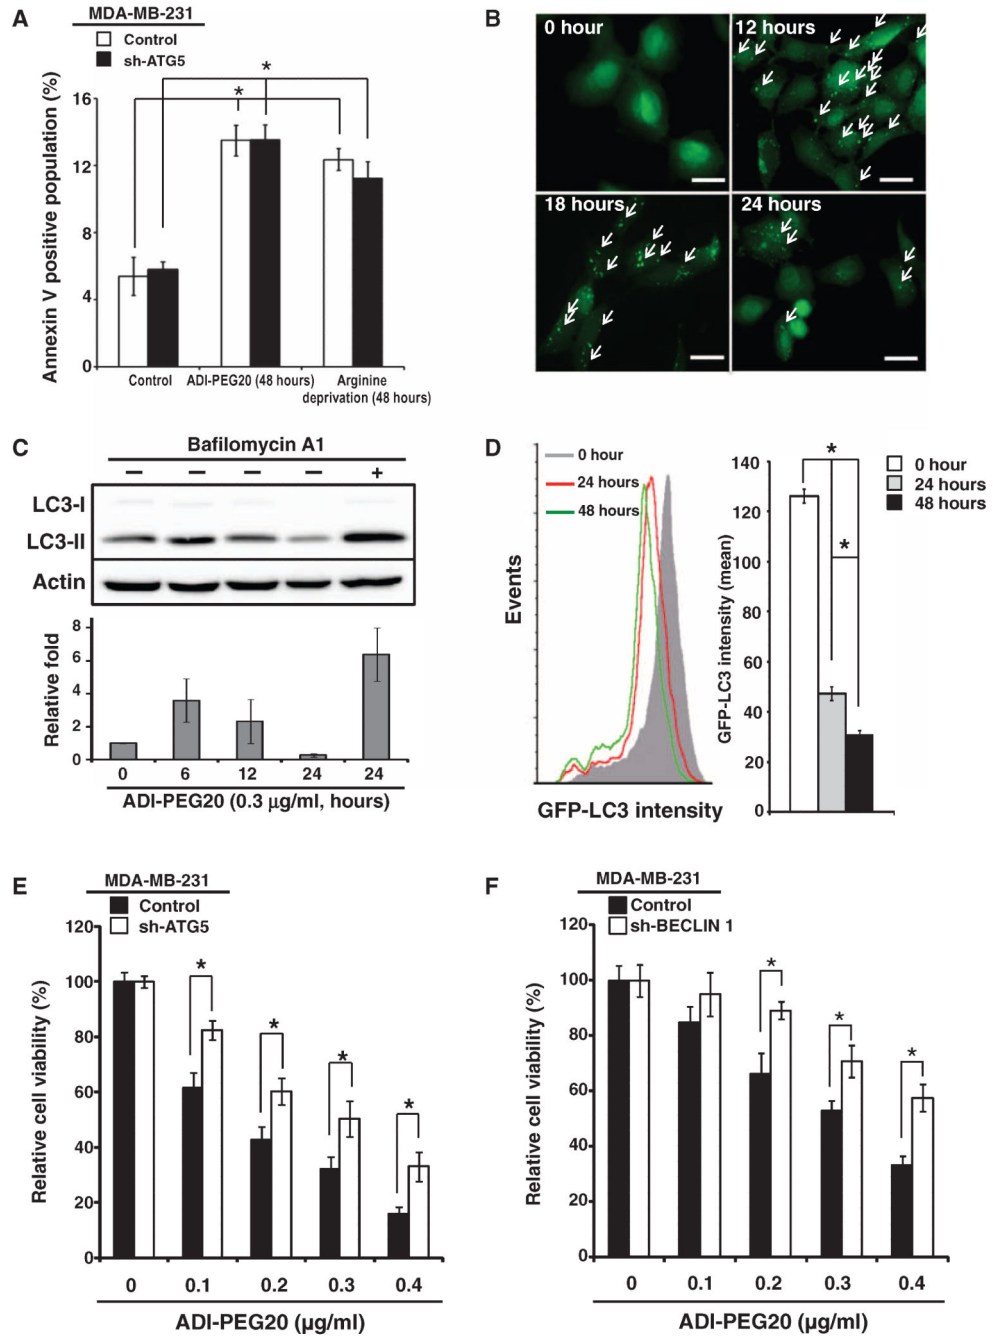 A
MDA-MB-231
Control
sh-ATG5
*
*
Annexin V positive population (%)
16
12
8
4
0
Control
ADI-PEG20 (48 hours)
Arginine
deprivation (48 hours)
B
0 hour
12 hours
18 hours
24 hours
C
Bafilomycin A1
− − − − +
LC3-I
LC3-II
Actin
Relative fold
8
6
4
2
0
0 6 12 24 24
ADI-PEG20 (0.3 μg/ml, hours)
D
0 hour
24 hours
48 hours
Events
GFP-LC3 intensity
0 hour
24 hours
48 hours
*
*
GFP-LC3 intensity (mean)
140
120
100
80
60
40
20
0
E
MDA-MB-231
Control
sh-ATG5
Relative cell viability (%)
120
100
80
60
40
20
0
*
*
*
*
0 0.1 0.2 0.3 0.4
ADI-PEG20 (μg/ml)
F
MDA-MB-231
Control
sh-BECLIN 1
Relative cell viability (%)
120
100
80
60
40
20
0
*
*
*
0 0.1 0.2 0.3 0.4
ADI-PEG20 (μg/ml)